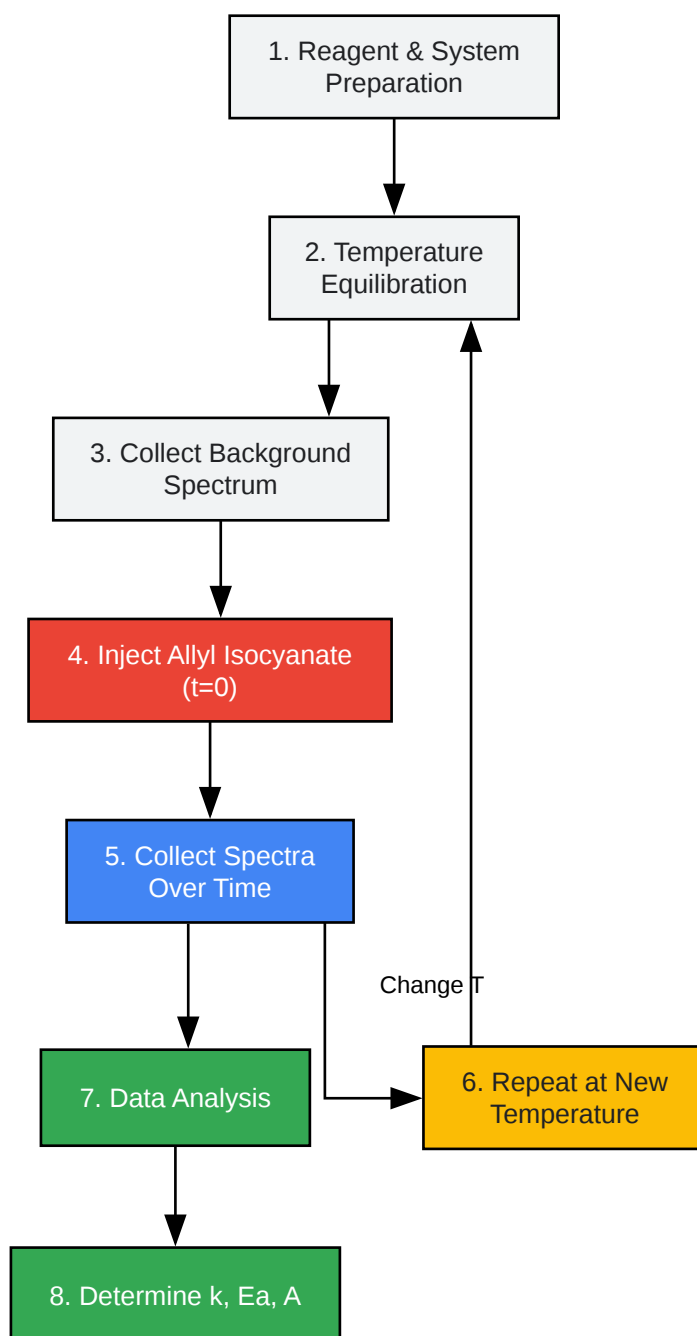 1. Reagent & System
Preparation
2. Temperature
Equilibration
3. Collect Background
Spectrum
4. Inject Allyl Isocyanate
(t=0)
5. Collect Spectra
Over Time
Change T
6. Repeat at New
Temperature
7. Data Analysis
8. Determine k, Ea, A